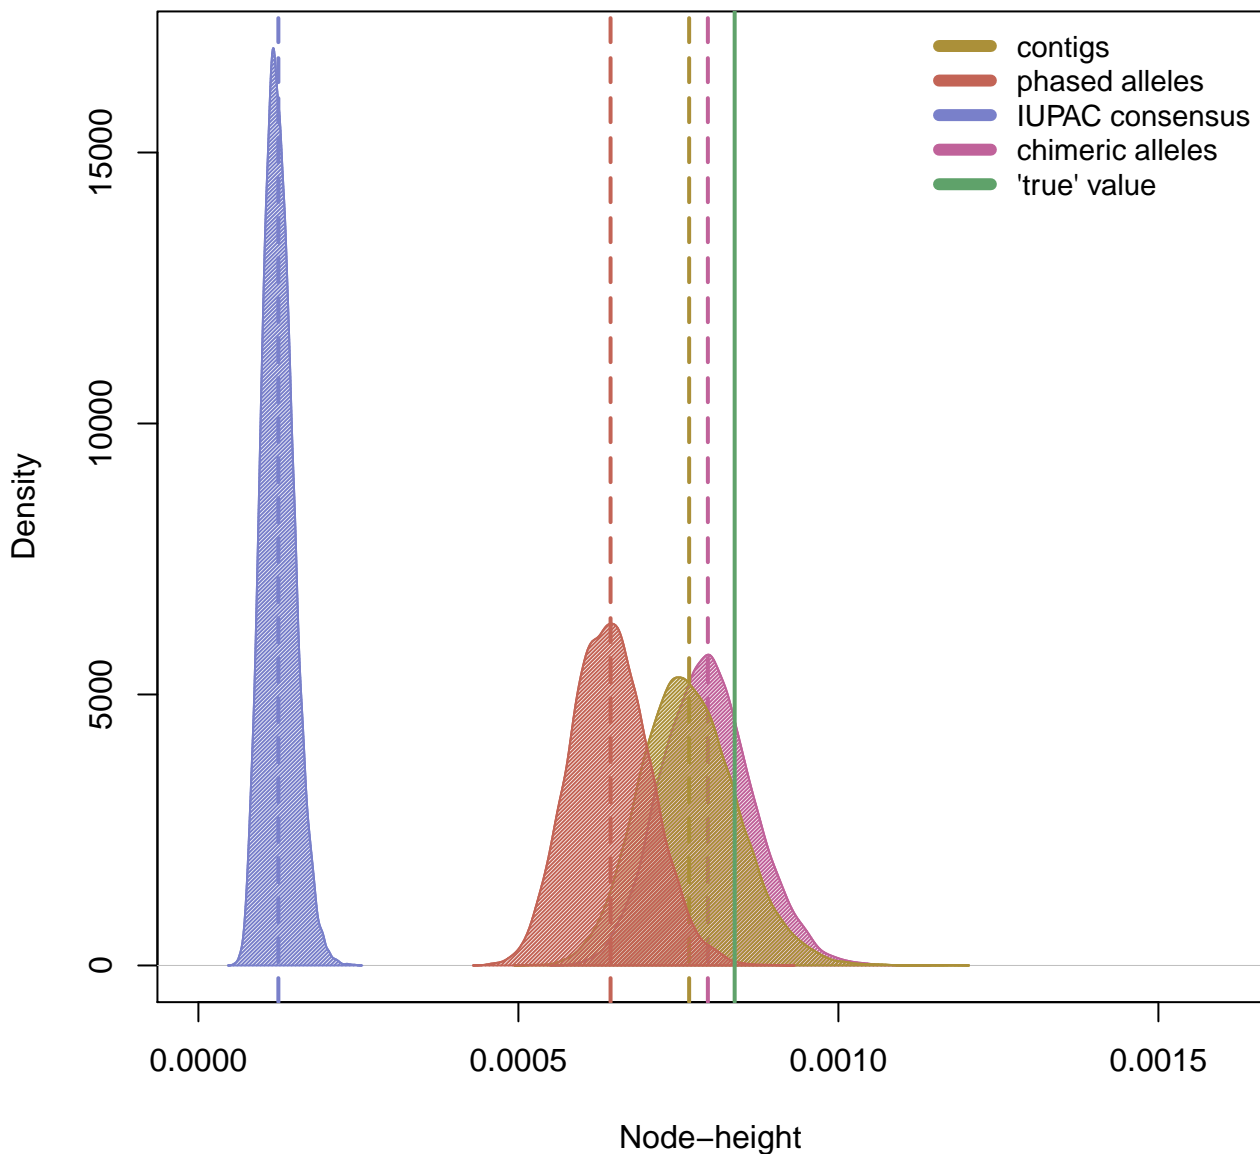 contigs
phased alleles
IUPAC consensus
chimeric alleles
'true' value
15000
10000
5000
0
Density
0.0000 0.0005 0.0010 0.0015
Node−height